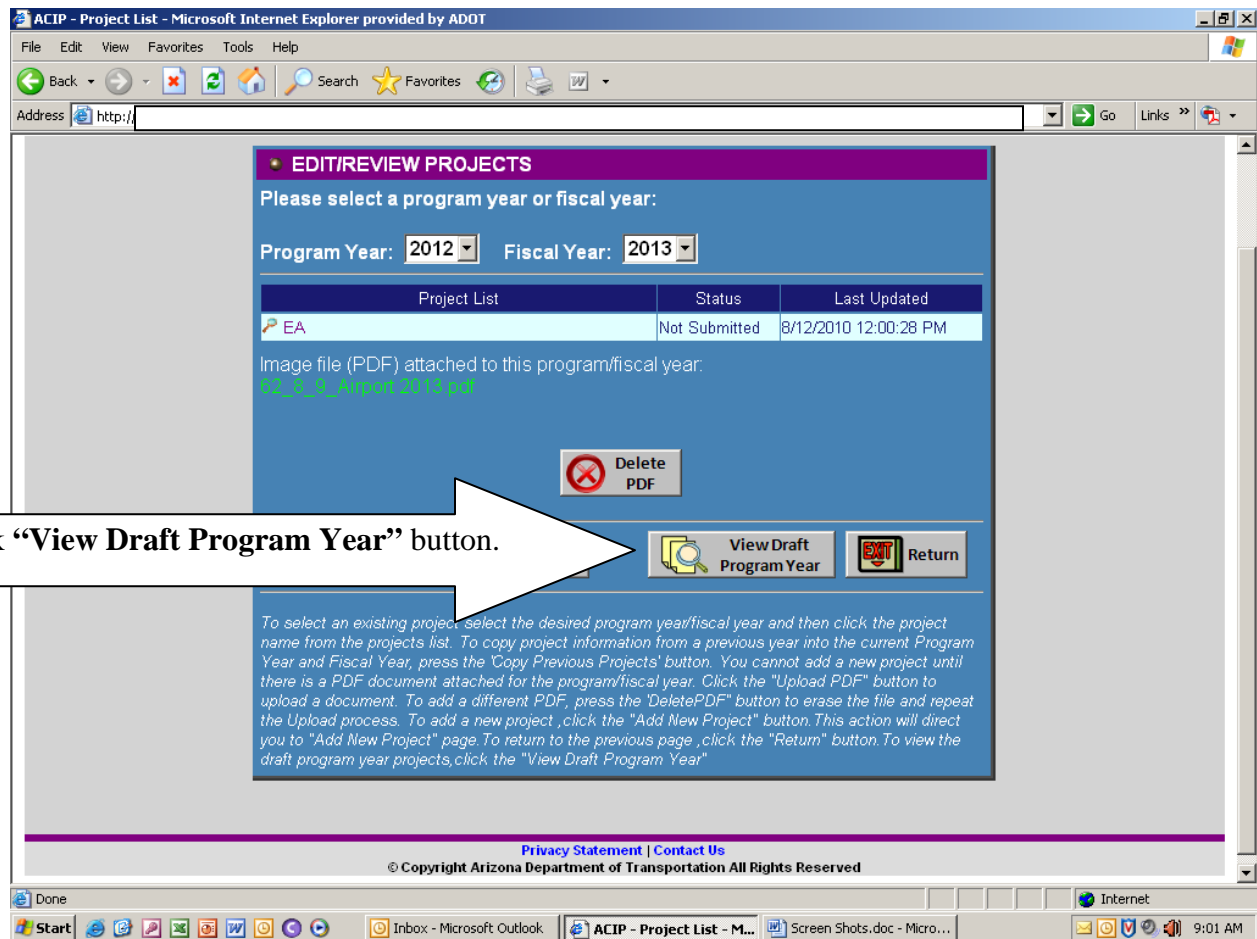 ACIP - Project List - Microsoft Internet Explorer provided by ADOT
File Edit View Favorites Tools Help
Back Search Favorites
Address http:// Go Links »
EDIT/REVIEW PROJECTS
Please select a program year or fiscal year:
Program Year: 2012 Fiscal Year: 2013
Project List Status Last Updated
EA Not Submitted 8/12/2010 12:00:28 PM
Image file (PDF) attached to this program/fiscal year:
62_8_9_Airport 2013.pdf
Delete
PDF
“View Draft Program Year” button.
View Draft
Program Year
Return
To select an existing project select the desired program year/fiscal year and then click the project
name from the projects list. To copy project information from a previous year into the current Program
Year and Fiscal Year, press the 'Copy Previous Projects' button. You cannot add a new project until
there is a PDF document attached for the program/fiscal year. Click the "Upload PDF" button to
upload a document. To add a different PDF, press the 'DeletePDF" button to erase the file and repeat
the Upload process. To add a new project ,click the "Add New Project" button.This action will direct
you to "Add New Project" page.To return to the previous page ,click the "Return" button.To view the
draft program year projects,click the "View Draft Program Year"
Privacy Statement | Contact Us
© Copyright Arizona Department of Transportation All Rights Reserved
Done Internet
Start Inbox - Microsoft Outlook ACIP - Project List - M... Screen Shots.doc - Micro... 9:01 AM